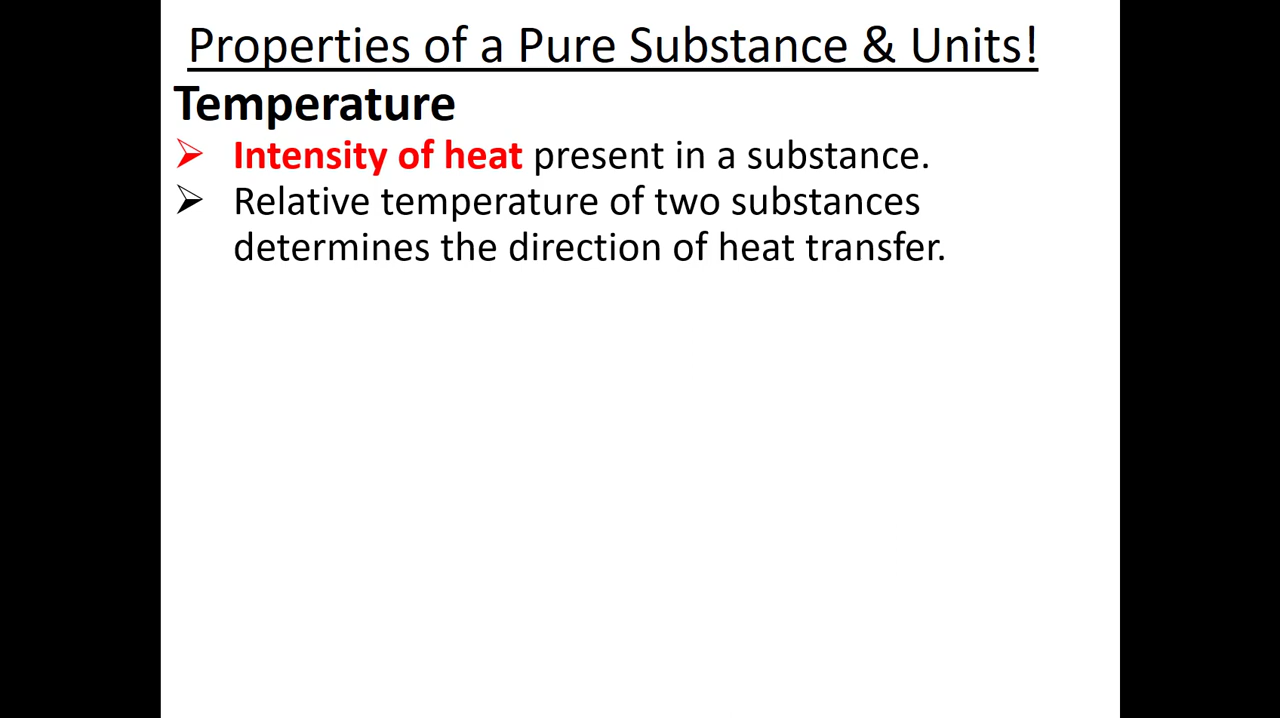 Properties of a Pure Substance & Units!
Temperature
➢ Intensity of heat present in a substance.
➢ Relative temperature of two substances
determines the direction of heat transfer.